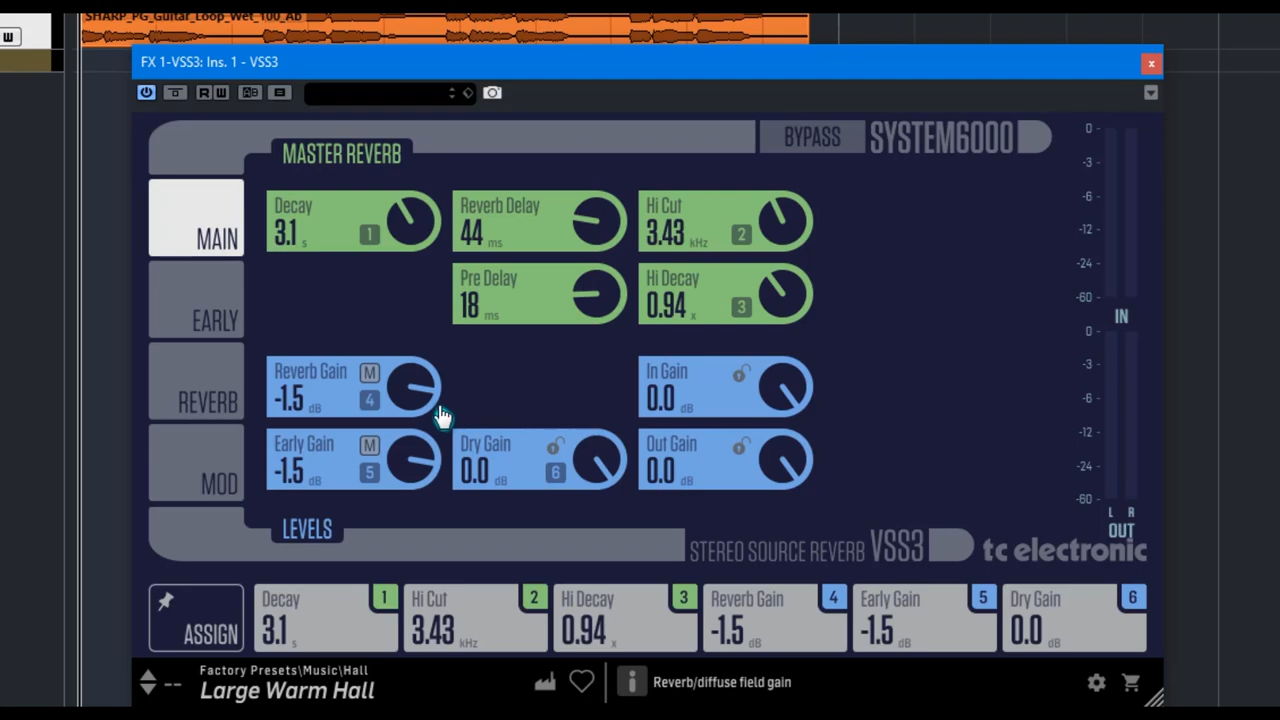 SHARP_PG_Guitar_Loop_Wet_100_Ab
W
FX 1-VSS3: Ins. 1 - VSS3
x
R W AB
BYPASS SYSTEM6000
MASTER REVERB
MAIN
EARLY
REVERB
MOD
Decay
3.1 s
1
Reverb Delay
44 ms
Hi Cut
3.43 kHz
2
Pre Delay
18 ms
Hi Decay
0.94 x
3
Reverb Gain
M
-1.5 dB
4
In Gain
0.0 dB
Early Gain
M
-1.5 dB
5
Dry Gain
0.0 dB
6
Out Gain
0.0 dB
0
-3
-6
-12
-24
-60
IN
0
-3
-6
-12
-24
-60
L R
OUT
LEVELS
STEREO SOURCE REVERB VSS3
tc electronic
ASSIGN
Decay 1
3.1 s
Hi Cut 2
3.43 kHz
Hi Decay 3
0.94 x
Reverb Gain 4
-1.5 dB
Early Gain 5
-1.5 dB
Dry Gain 6
0.0 dB
--
Factory Presets\Music\Hall
Large Warm Hall
i
Reverb/diffuse field gain